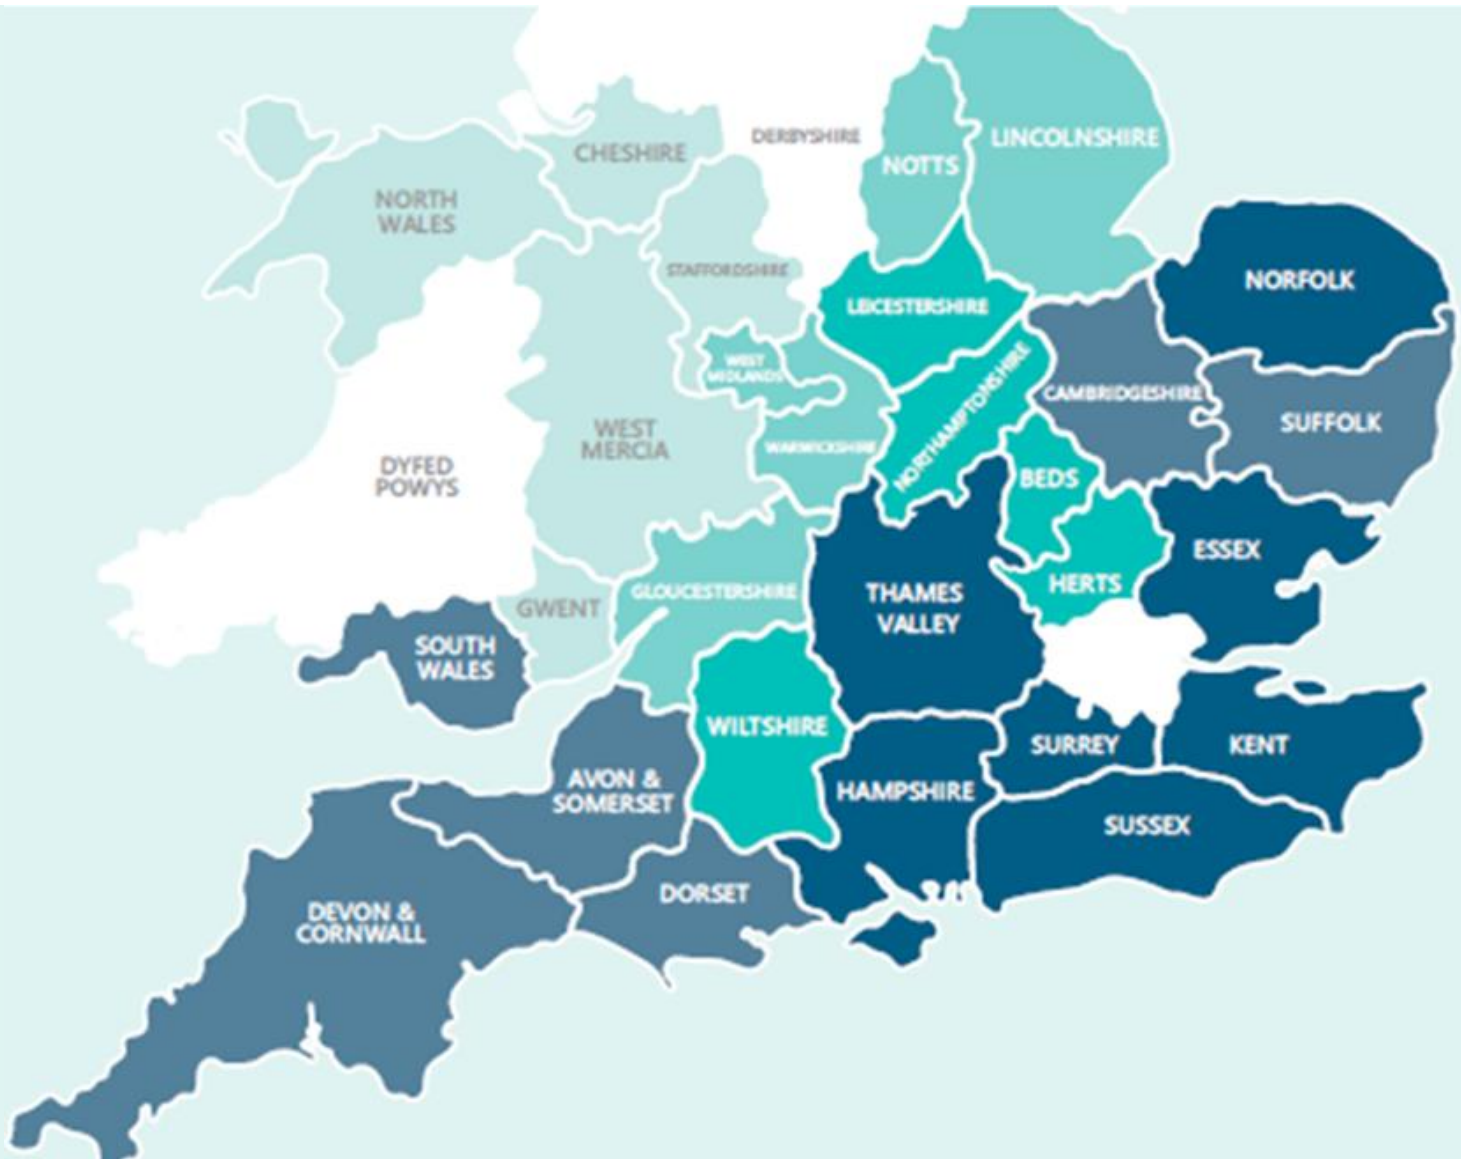 DERBYSHIRE
LINCOLNSHIRE
CHESHIRE
NOTTS
NORTH
WALES
STAFFORDSHIRE
NORFOLK
LEICESTERSHIRE
WEST
MIDLANDS
NORTHAMPTONSHIRE
CAMBRIDGESHIRE
SUFFOLK
WEST
MERCIA
WARWICKSHIRE
DYFED
POWYS
BEDS
ESSEX
HERTS
THAMES
VALLEY
GLOUCESTERSHIRE
GWENT
SOUTH
WALES
WILTSHIRE
SURREY
KENT
AVON &
SOMERSET
HAMPSHIRE
SUSSEX
DORSET
DEVON &
CORNWALL